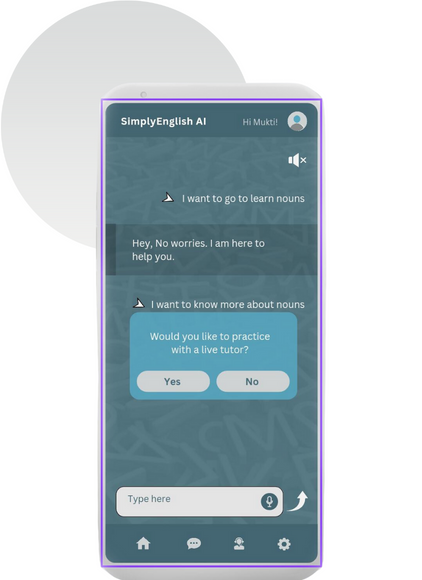 SimplyEnglish AI
Hi Mukti!
I want to go to learn nouns
Hey, No worries. I am here to
help you.
I want to know more about nouns
Would you like to practice
with a live tutor?
Yes
No
Type here